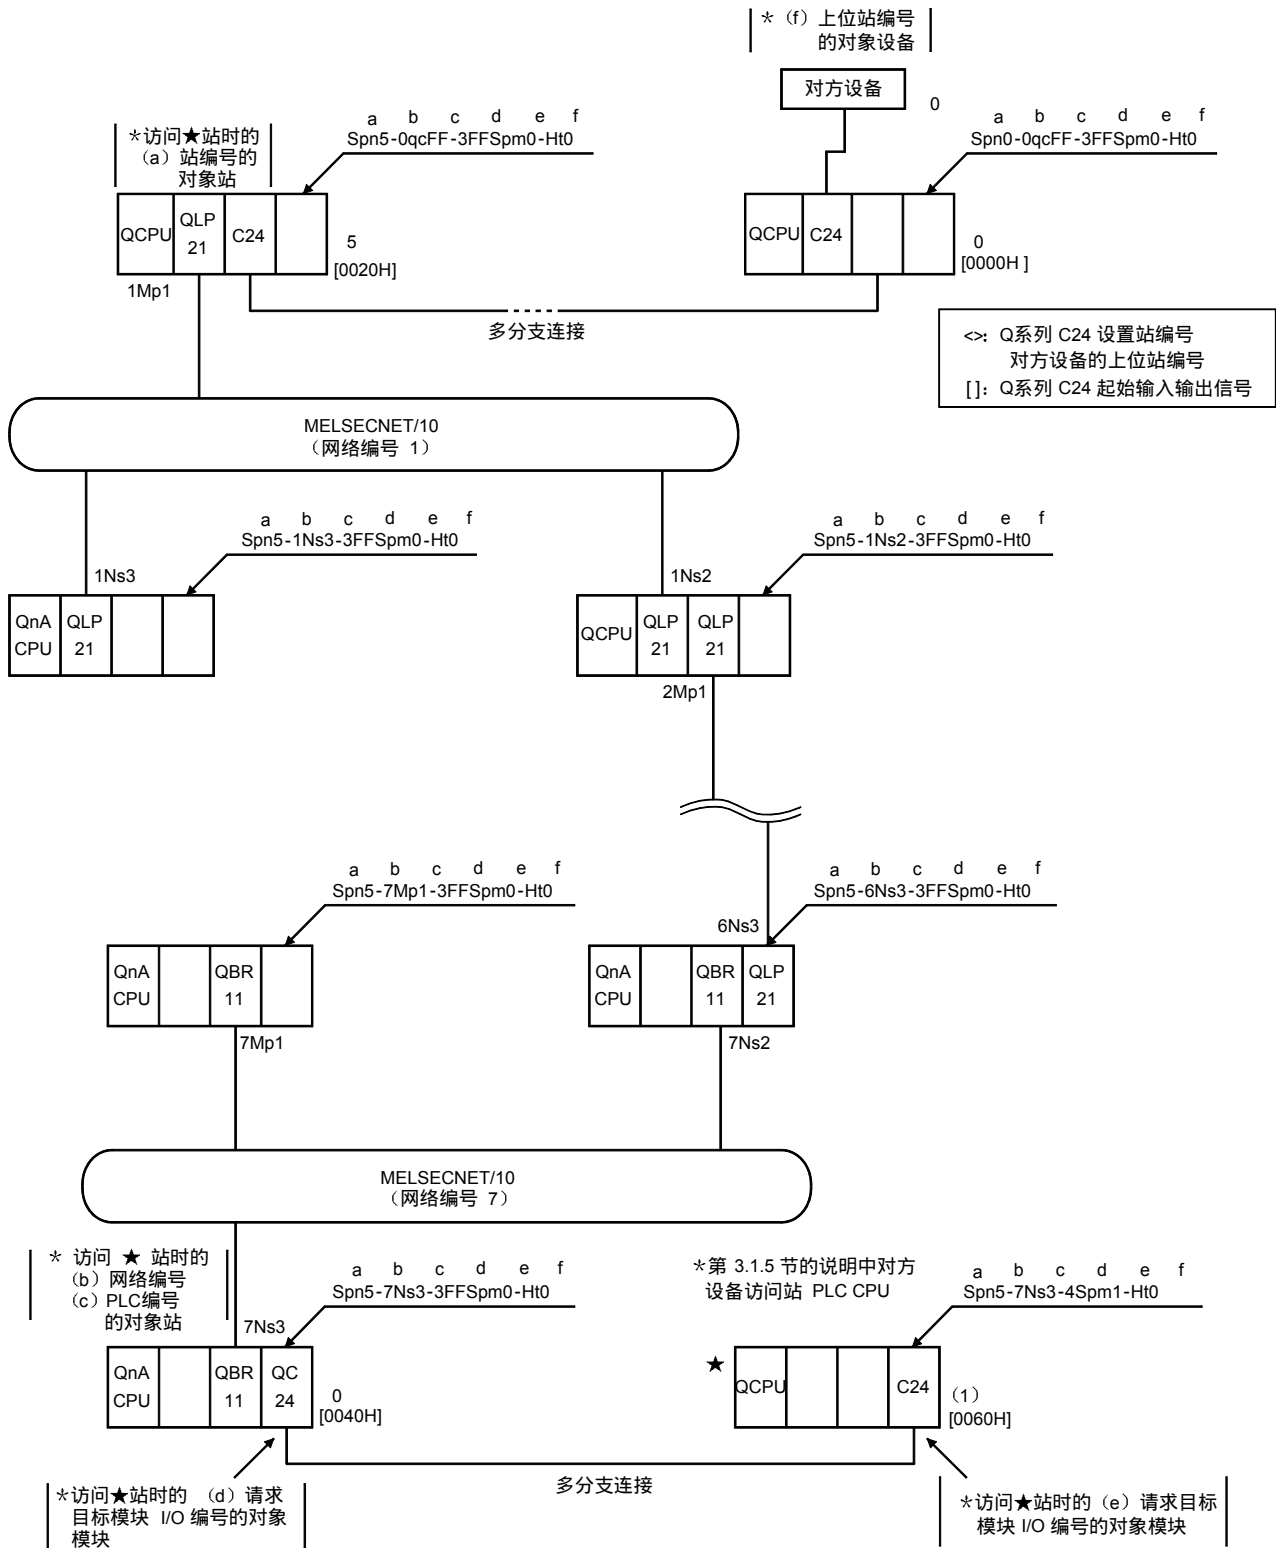 ＊（f）上位站编号
的对象设备
对方设备
0
a b c d e f
Spn5-0qcFF-3FFSpm0-Ht0
a b c d e f
Spn0-0qcFF-3FFSpm0-Ht0
＊访问★站时的
（a）站编号的
对象站
QCPU
QLP
21
C24
5
[0020H]
1Mp1
QCPU
C24
0
[0000H ]
多分支连接
<>：Q系列 C24 设置站编号
对方设备的上位站编号
[ ]：Q系列 C24 起始输入输出信号
MELSECNET/10
（网络编号 1）
a b c d e f
Spn5-1Ns3-3FFSpm0-Ht0
a b c d e f
Spn5-1Ns2-3FFSpm0-Ht0
1Ns3
1Ns2
QnA
CPU
QLP
21
QCPU
QLP
21
QLP
21
2Mp1
a b c d e f
Spn5-7Mp1-3FFSpm0-Ht0
a b c d e f
Spn5-6Ns3-3FFSpm0-Ht0
6Ns3
QnA
CPU
QBR
11
QnA
CPU
QBR
11
QLP
21
7Mp1
7Ns2
MELSECNET/10
（网络编号 7）
＊ 访问 ★ 站时的
（b）网络编号
（c）PLC编号
的对象站
a b c d e f
Spn5-7Ns3-3FFSpm0-Ht0
＊第 3.1.5 节的说明中对方
设备访问站 PLC CPU
a b c d e f
Spn5-7Ns3-4Spm1-Ht0
7Ns3
QnA
CPU
QBR
11
QC
24
0
[0040H]
★
QCPU
C24
（1）
[0060H]
多分支连接
＊访问★站时的 （d）请求
目标模块 I/O 编号的对象
模块
＊访问★站时的（e）请求目标
模块 I/O 编号的对象模块